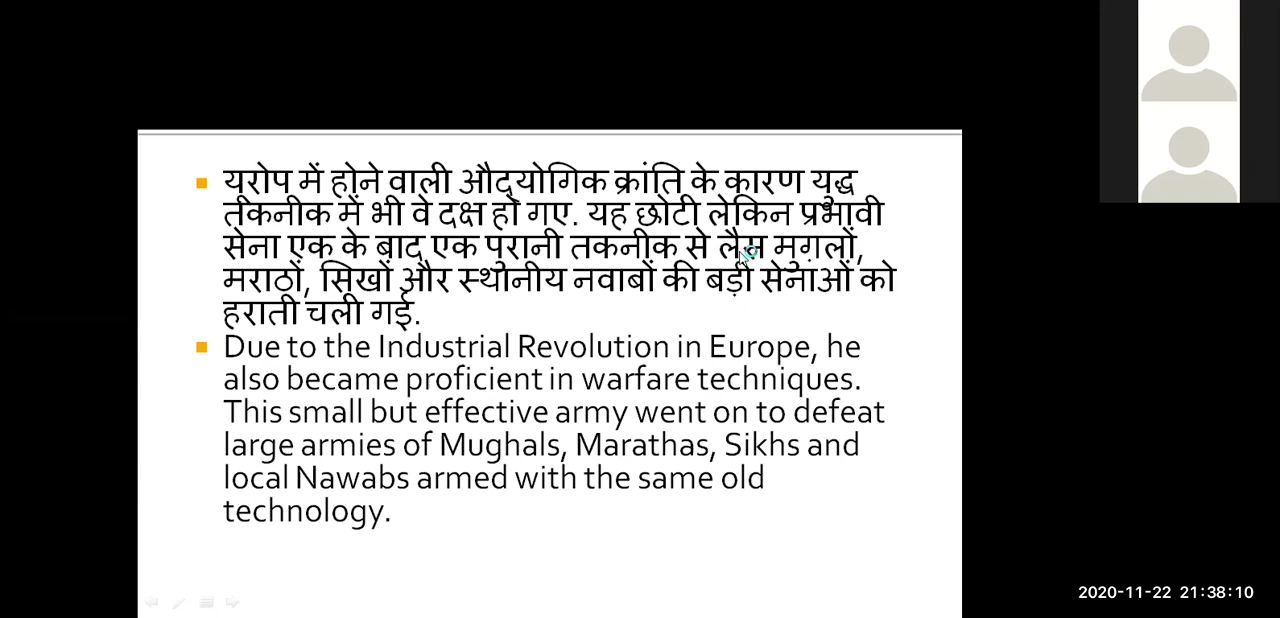 यूरोप में होने वाली औद्योगिक क्रांति के कारण युद्ध
तकनीक में भी वे दक्ष हो गए. यह छोटी लेकिन प्रभावी
सेना एक के बाद एक पुरानी तकनीक से मुग़लों,
मराठों, सिखों और स्थानीय नवाबों की बड़ी सेनाओं को
हराती चली गई.
Due to the Industrial Revolution in Europe, he
also became proficient in warfare techniques.
This small but effective army went on to defeat
large armies of Mughals, Marathas, Sikhs and
local Nawabs armed with the same old
technology.
2020-11-22 21:38:10